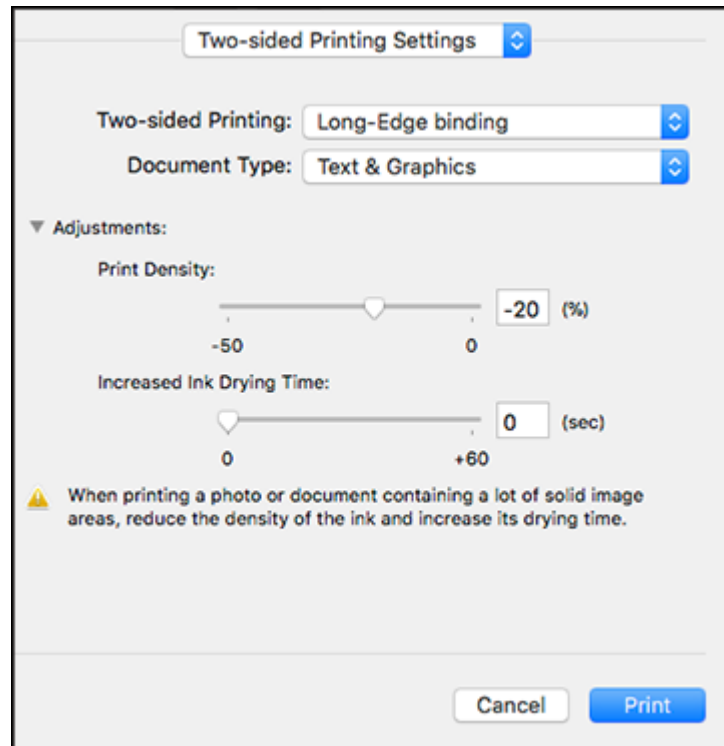 Two-sided Printing Settings
Two-sided Printing: Long-Edge binding
Document Type: Text & Graphics
Adjustments:
Print Density:
-20 (%)
-50 0
Increased Ink Drying Time:
0 (sec)
0 +60
When printing a photo or document containing a lot of solid image
areas, reduce the density of the ink and increase its drying time.
Cancel Print